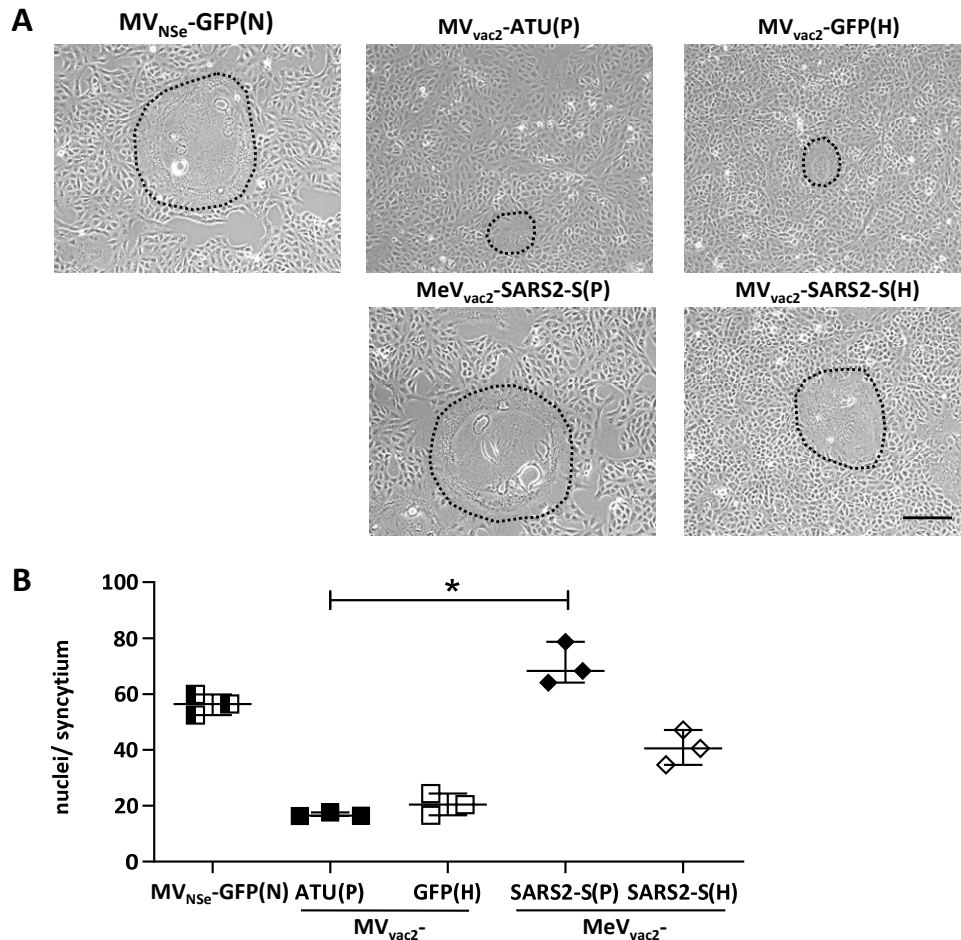 A
MVNSe-GFP(N)
MVvac2-ATU(P)
MVvac2-GFP(H)
MeVvac2-SARS2-S(P)
MVvac2-SARS2-S(H)
B
100
80
60
40
20
0
nuclei/ syncytium
*
MVNSe-GFP(N) ATU(P) GFP(H) SARS2-S(P) SARS2-S(H)
MVvac2- MeVvac2-